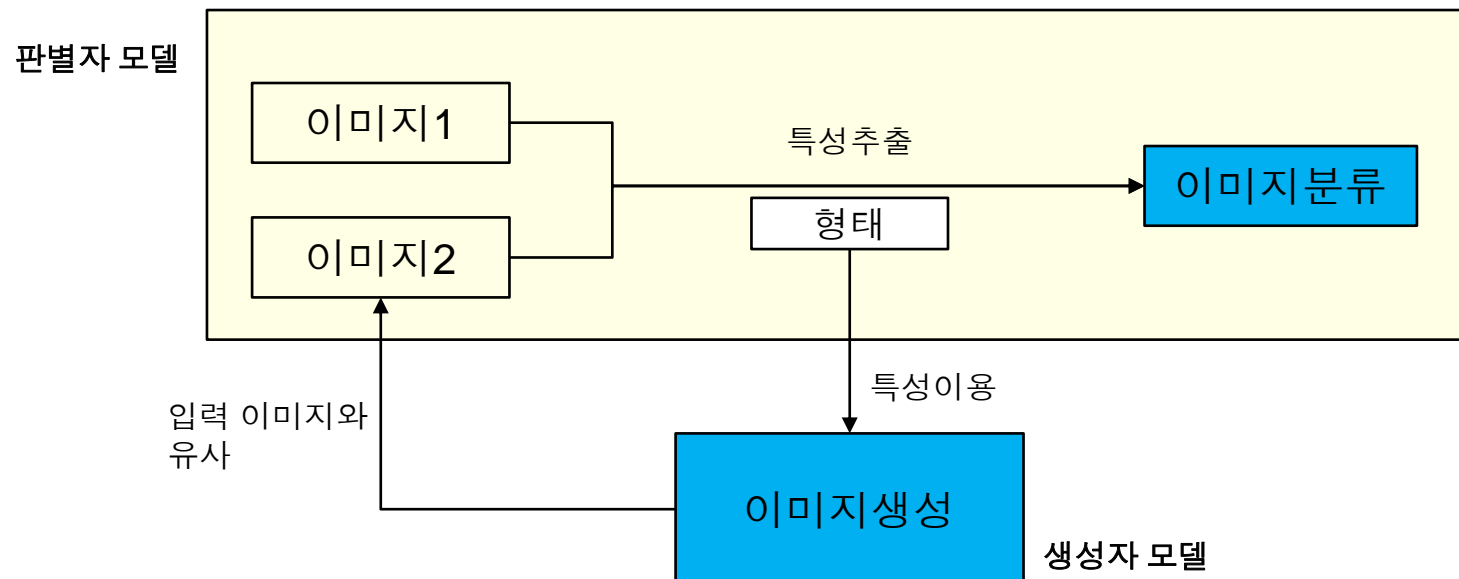 판별자 모델
이미지1
특성추출
이미지분류
형태
이미지2
특성이용
입력 이미지와
유사
이미지생성
생성자 모델